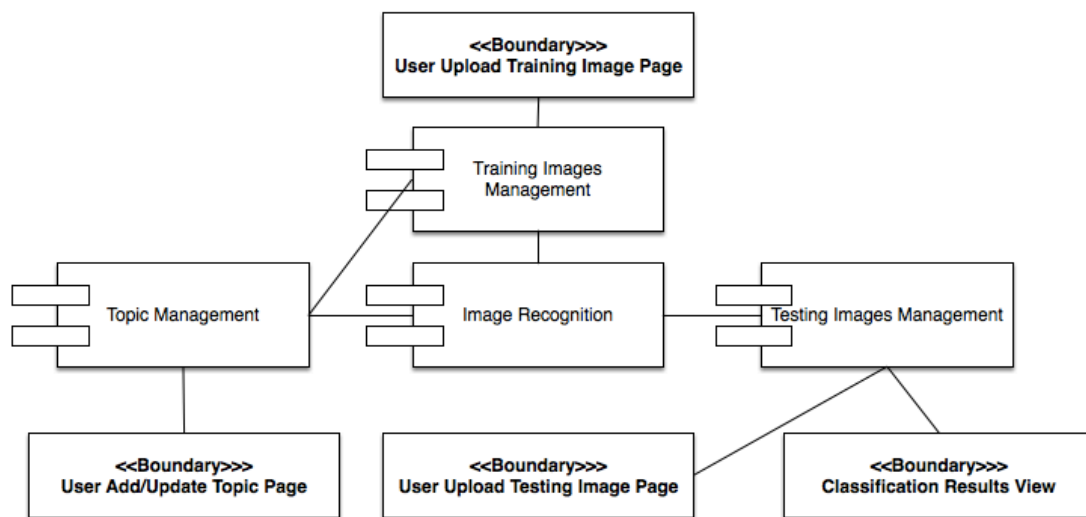 <<Boundary>>>
User Upload Training Image Page
Training Images
Management
Topic Management
Image Recognition
Testing Images Management
<<Boundary>>>
User Add/Update Topic Page
<<Boundary>>>
User Upload Testing Image Page
<<Boundary>>>
Classification Results View